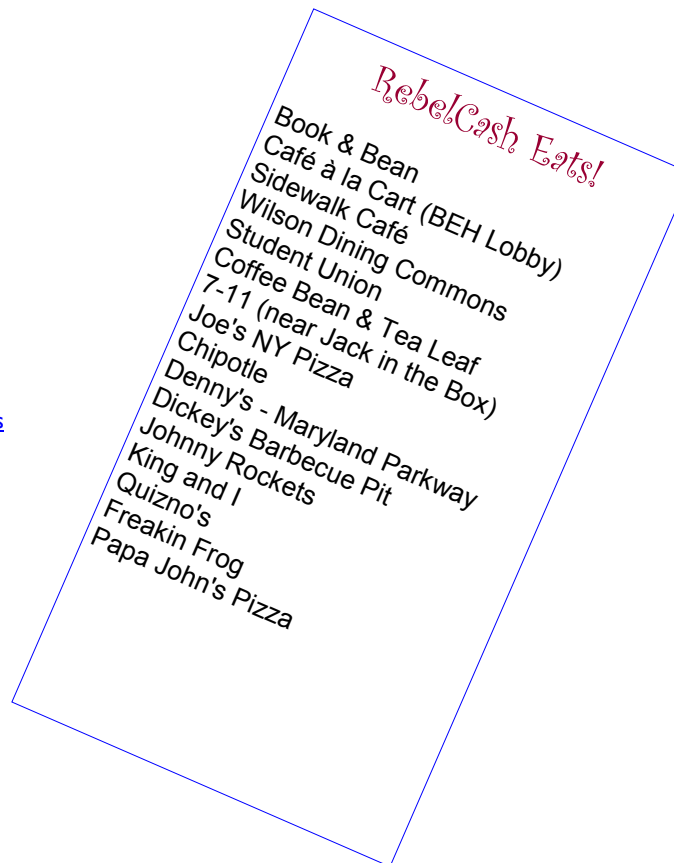 RebelCash Eats!
Book & Bean
Café à la Cart (BEH Lobby)
Sidewalk Café
Wilson Dining Commons
Student Union
Coffee Bean & Tea Leaf
7-11 (near Jack in the Box)
Joe's NY Pizza
Chipotle
Denny's - Maryland Parkway
Dickey's Barbecue Pit
Johnny Rockets
King and I
Quizno's
Freakin Frog
Papa John's Pizza
s